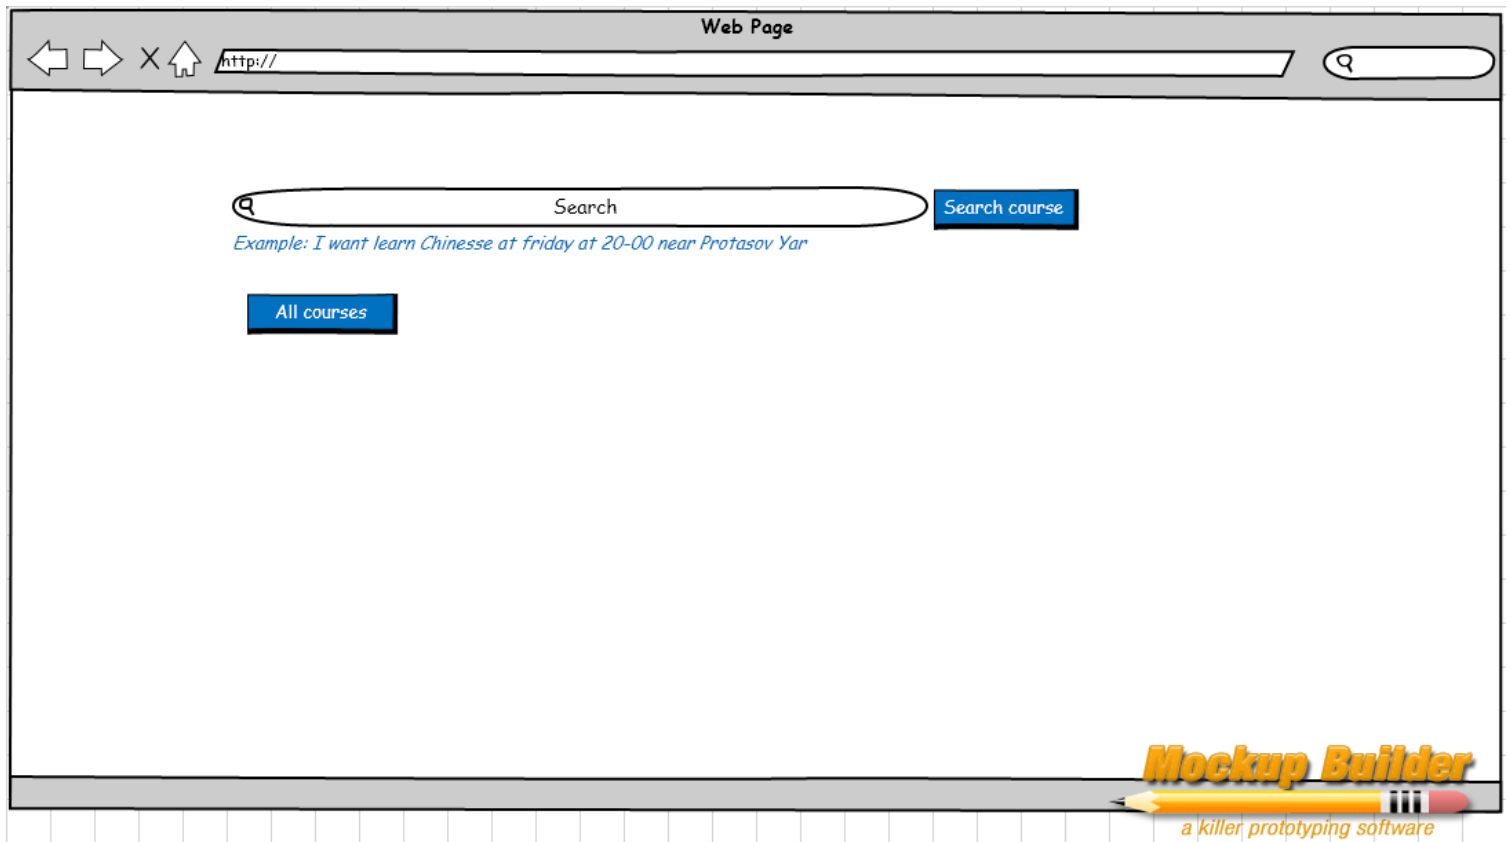 Web Page
http://
Search
Search course
Example: I want learn Chinesse at friday at 20-00 near Protasov Yar
All courses
Mockup Builder
a killer prototyping software